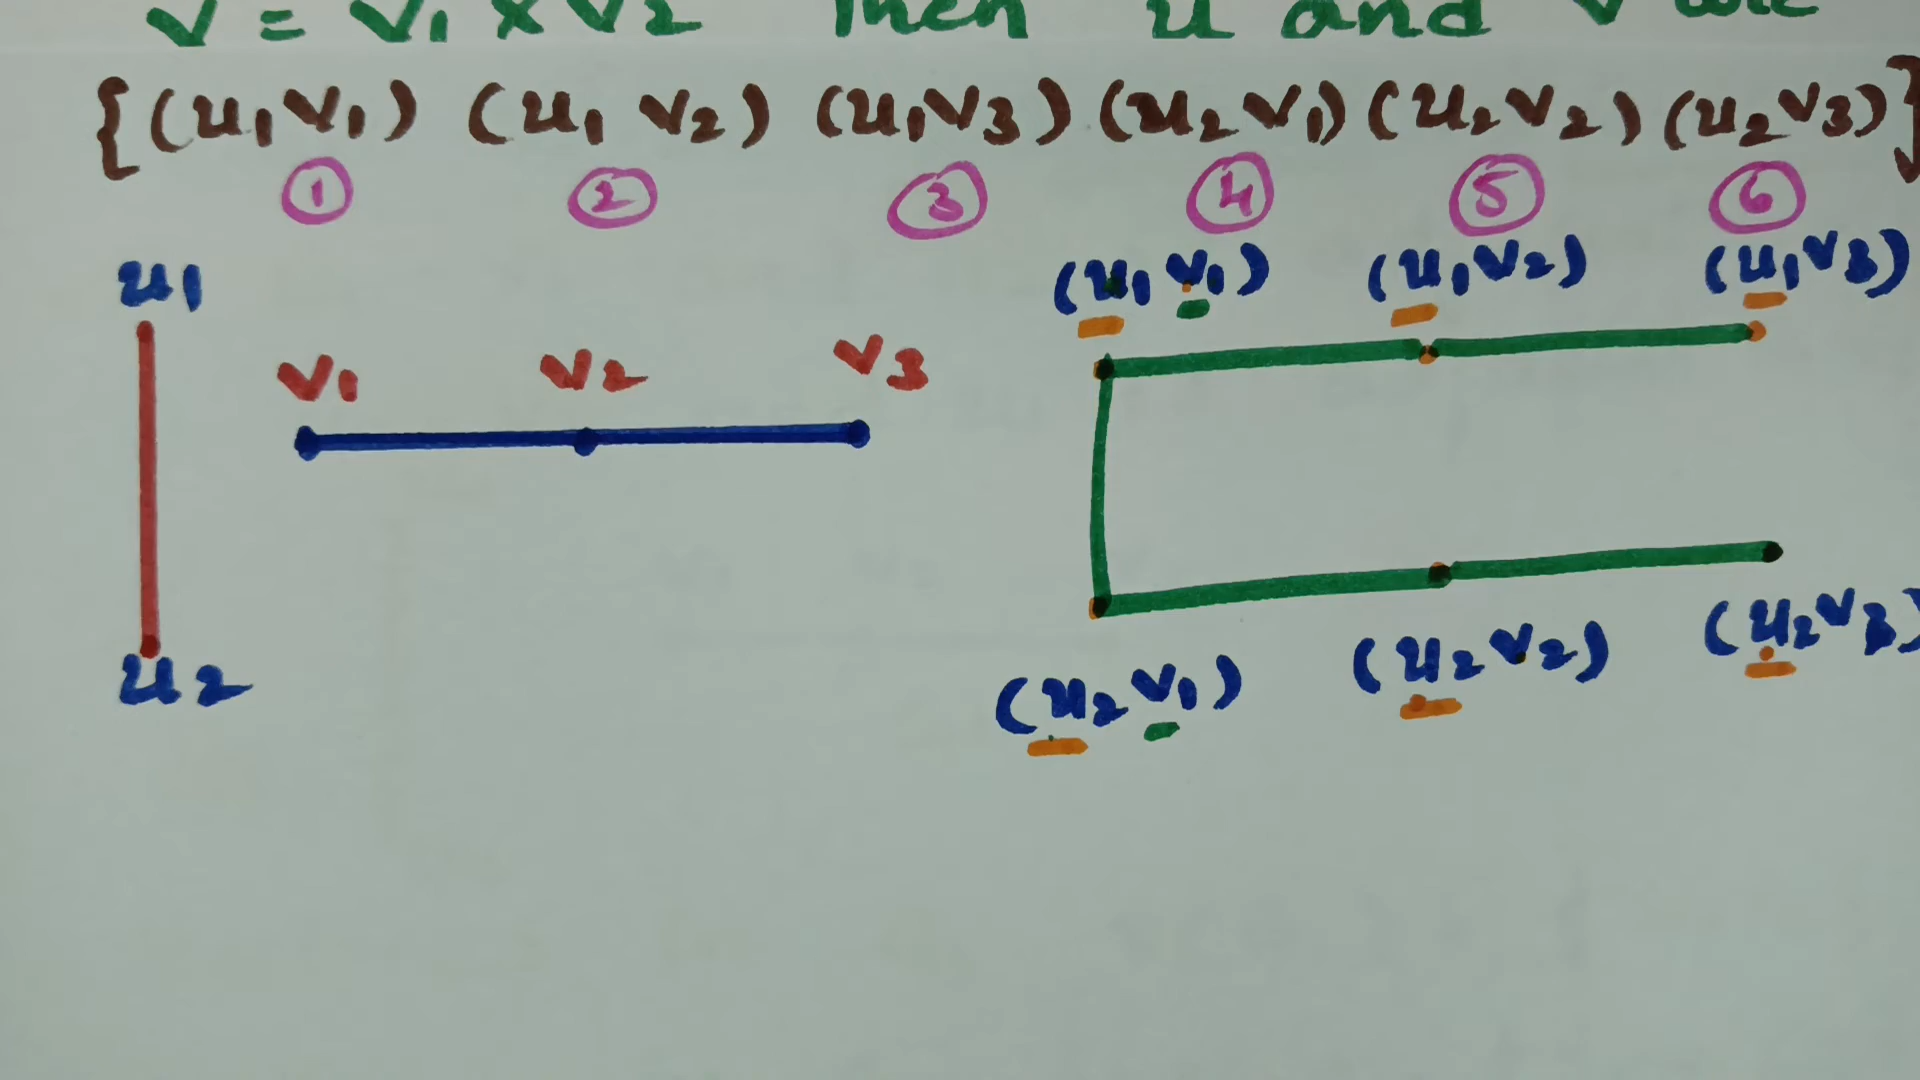 V = V1 x V2 Then u and v are
{(u1v1) (u1 v2) (u1v3) (u2v1) (u2v2) (u2v3)}
1 2 3 4 5 6
u1 (u1v1) (u1v2) (u1v3)
v1 v2 v3
u2 (u2v1) (u2v2) (u2v3)